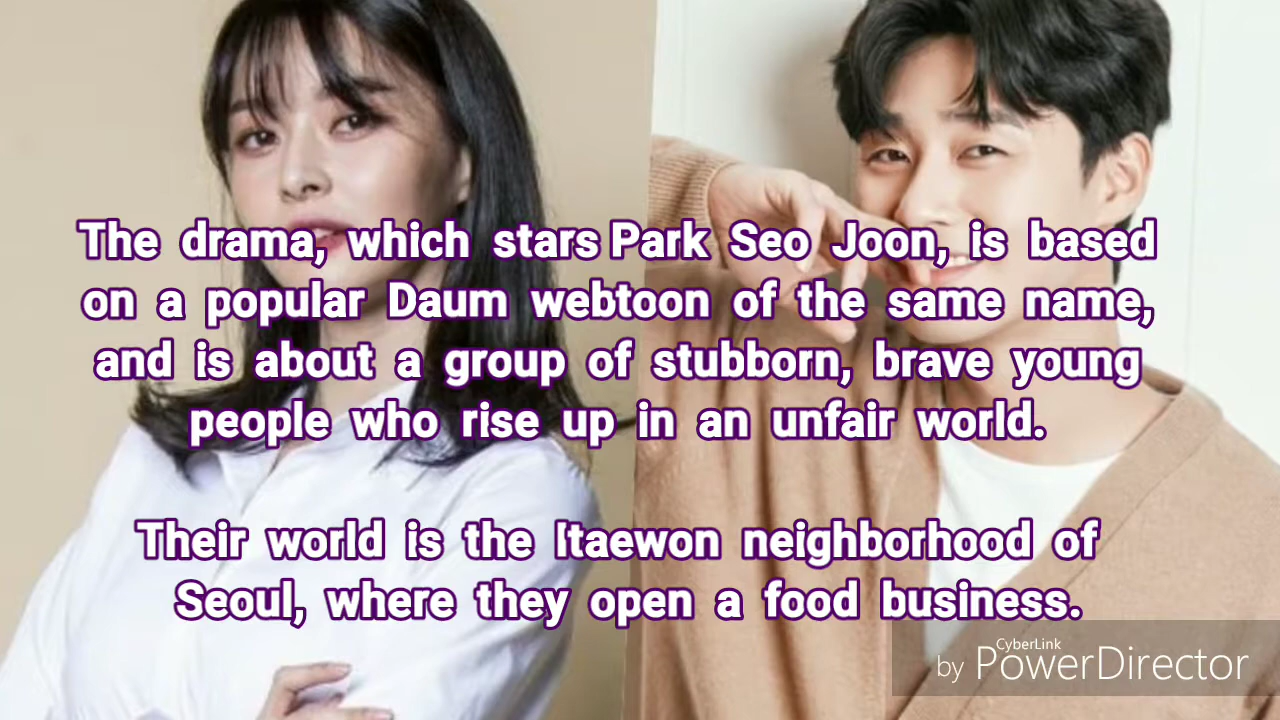 The drama, which stars Park Seo Joon, is based
on a popular Daum webtoon of the same name,
and is about a group of stubborn, brave young
people who rise up in an unfair world.
Their world is the Itaewon neighborhood of
Seoul, where they open a food business.
CyberLink
by PowerDirector